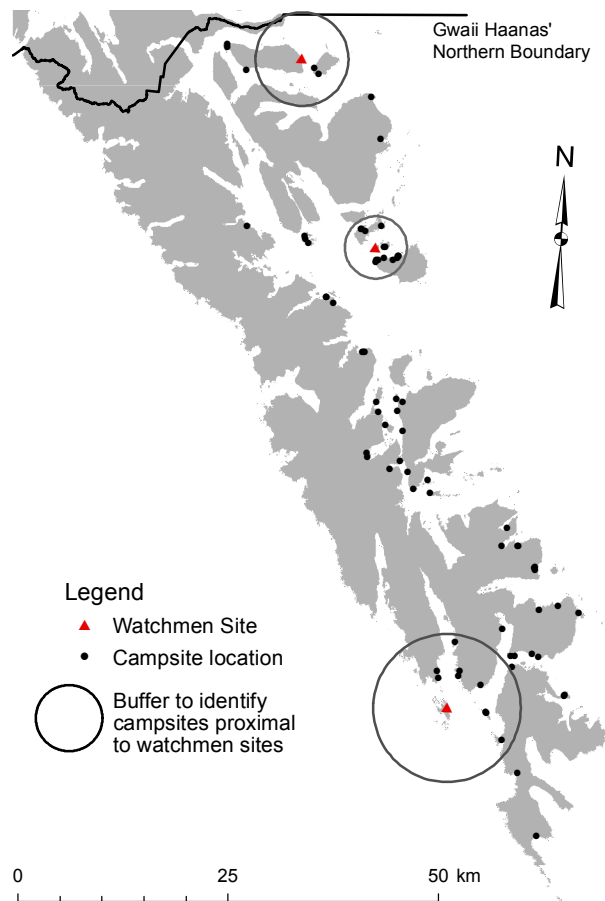 Gwaii Haanas'
Northern Boundary
N
Legend
Watchmen Site
Campsite location
Buffer to identify
campsites proximal
to watchmen sites
0 25 50 km